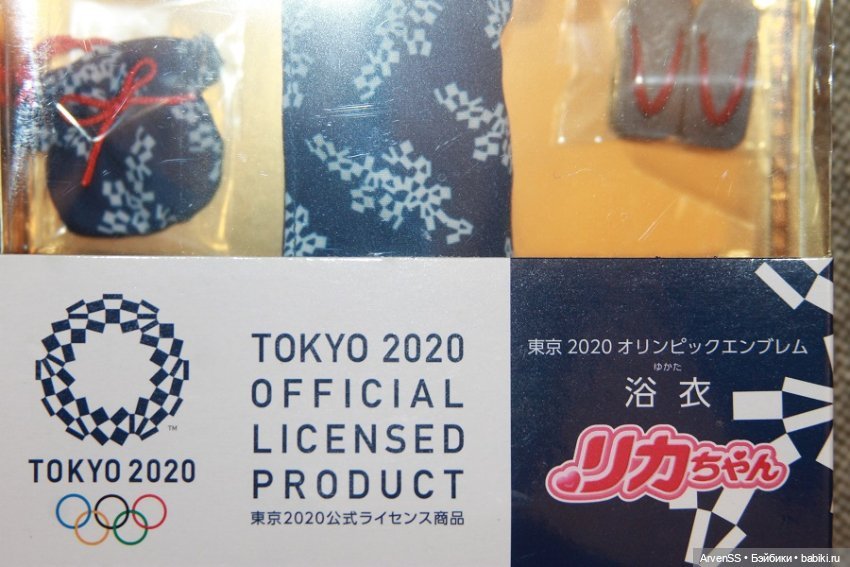 TOKYO 2020
TOKYO 2020
OFFICIAL
LICENSED
PRODUCT
東京2020公式ライセンス商品
東京 2020 オリンピックエンブレム
ゆかた
浴衣
リカちゃん
TM
ArvenSS • Бэйбики • babiki.ru